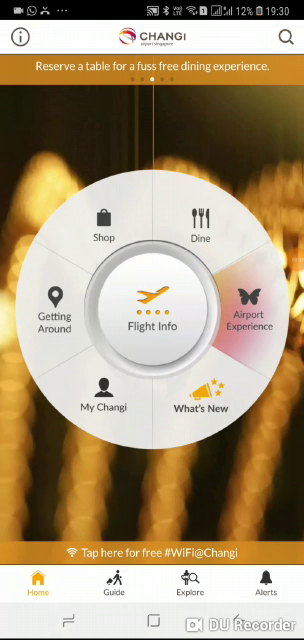 12% 19:30
CHANGI
airport singapore
Reserve a table for a fuss free dining experience.
Shop
Dine
Getting
Around
Flight Info
Airport
Experience
My Changi
What's New
Tap here for free #WiFi@Changi
Home
Guide
Explore
Alerts
DU Recorder